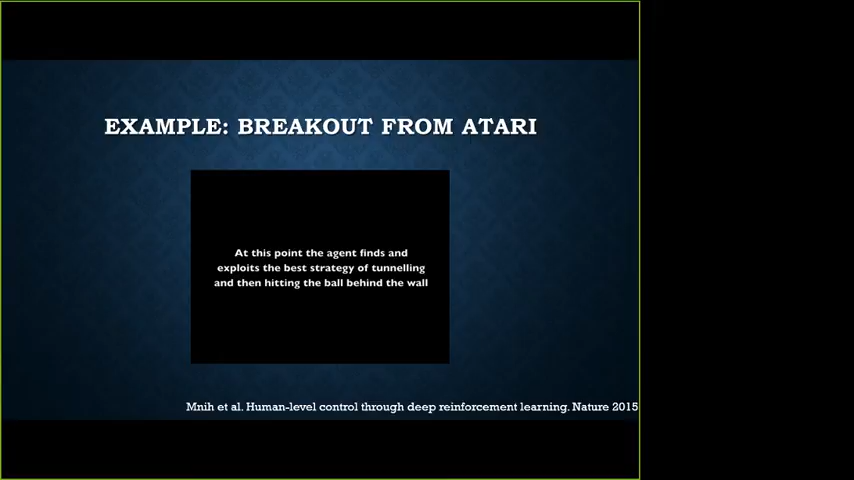 EXAMPLE: BREAKOUT FROM ATARI
At this point the agent finds and
exploits the best strategy of tunnelling
and then hitting the ball behind the wall
Mnih et al. Human-level control through deep reinforcement learning. Nature 2015